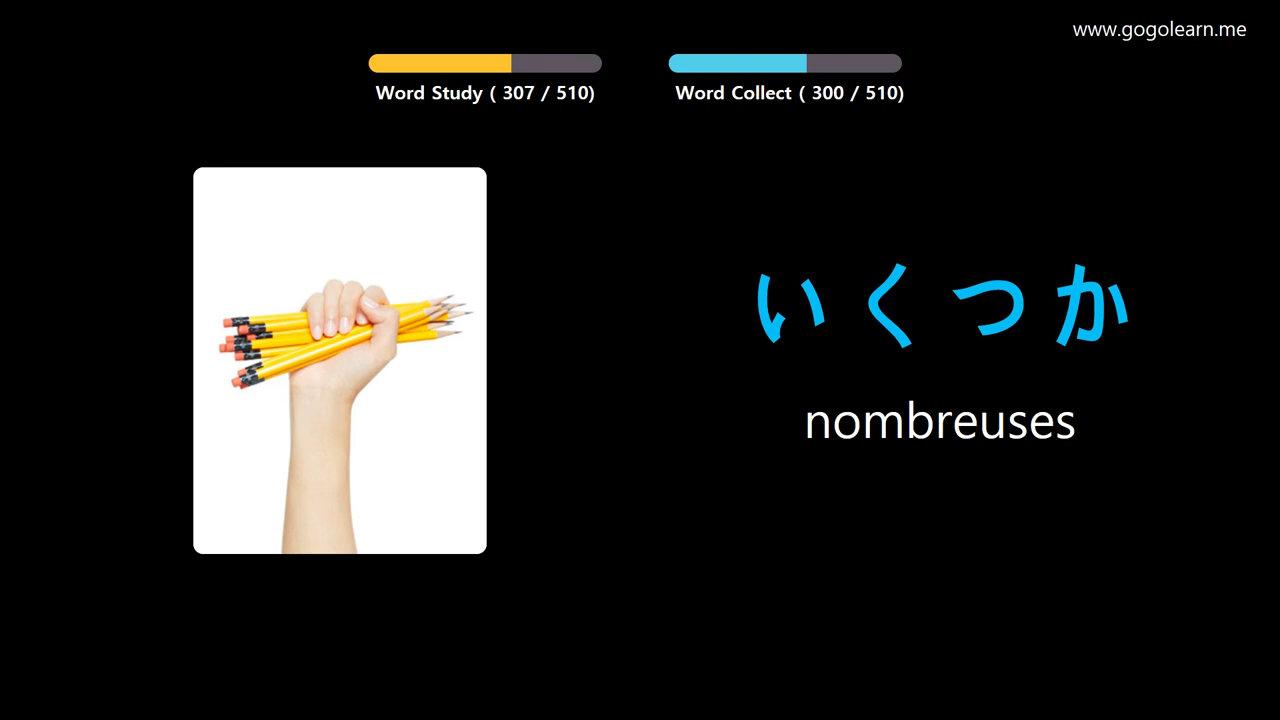 www.gogolearn.me
Word Study ( 307 / 510)
Word Collect ( 300 / 510)
いくつか
nombreuses